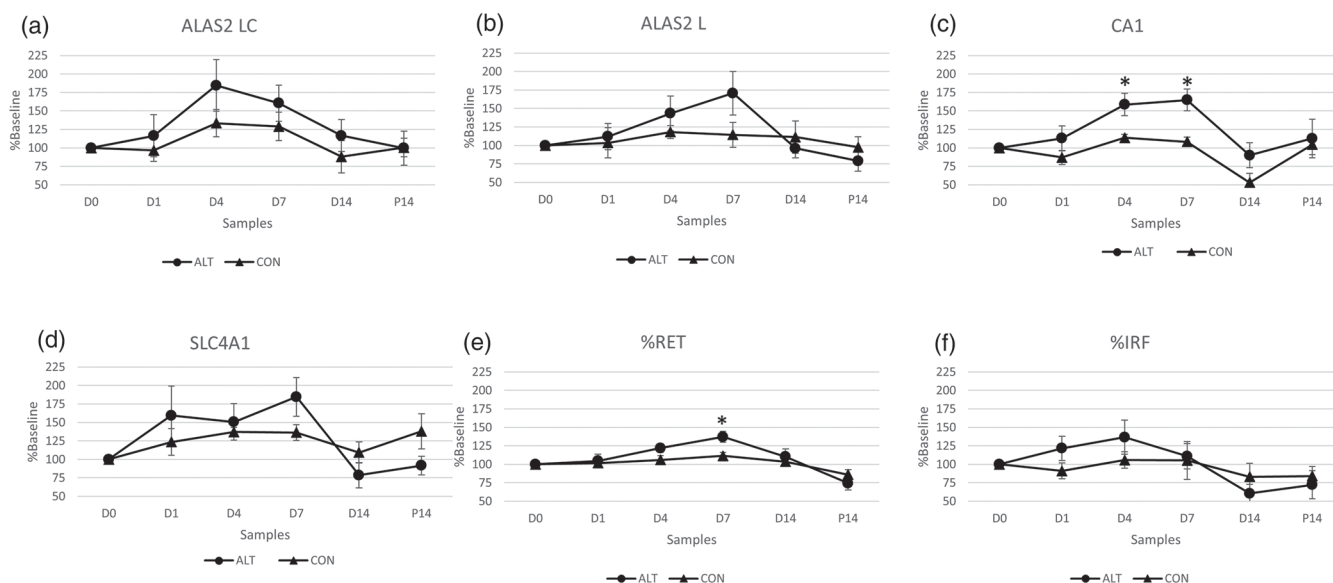 (a)
ALAS2 LC
225
200
175
150
125
100
75
50
%Baseline
D0 D1 D4 D7 D14 P14
Samples
ALT CON
(b)
ALAS2 L
225
200
175
150
125
100
75
50
%Baseline
D0 D1 D4 D7 D14 P14
Samples
ALT CON
(c)
CA1
225
200
175
150
125
100
75
50
%Baseline
* *
D0 D1 D4 D7 D14 P14
Samples
ALT CON
(d)
SLC4A1
225
200
175
150
125
100
75
50
%Baseline
D0 D1 D4 D7 D14 P14
Samples
ALT CON
(e)
%RET
225
200
175
150
125
100
75
50
%Baseline
*
D0 D1 D4 D7 D14 P14
Samples
ALT CON
(f)
%IRF
225
200
175
150
125
100
75
50
%Baseline
D0 D1 D4 D7 D14 P14
Samples
ALT CON